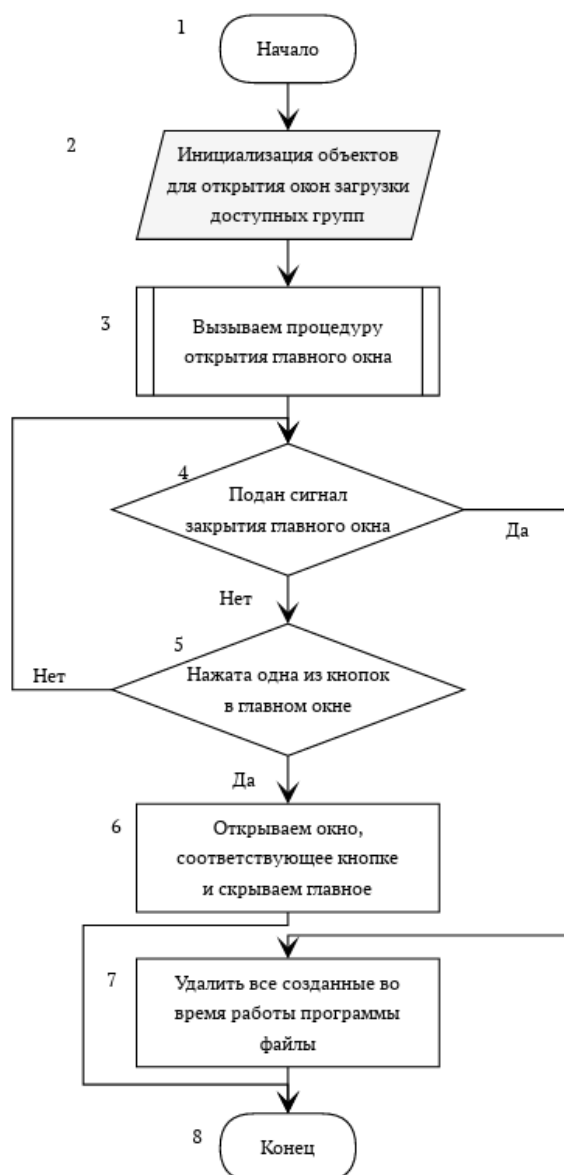 1
Начало
2
Инициализация объектов
для открытия окон загрузки
доступных групп
3
Вызываем процедуру
открытия главного окна
4
Подан сигнал
закрытия главного окна
Да
Нет
5
Нажата одна из кнопок
в главном окне
Нет
Да
6
Открываем окно,
соответствующее кнопке
и скрываем главное
7
Удалить все созданные во
время работы программы
файлы
8
Конец